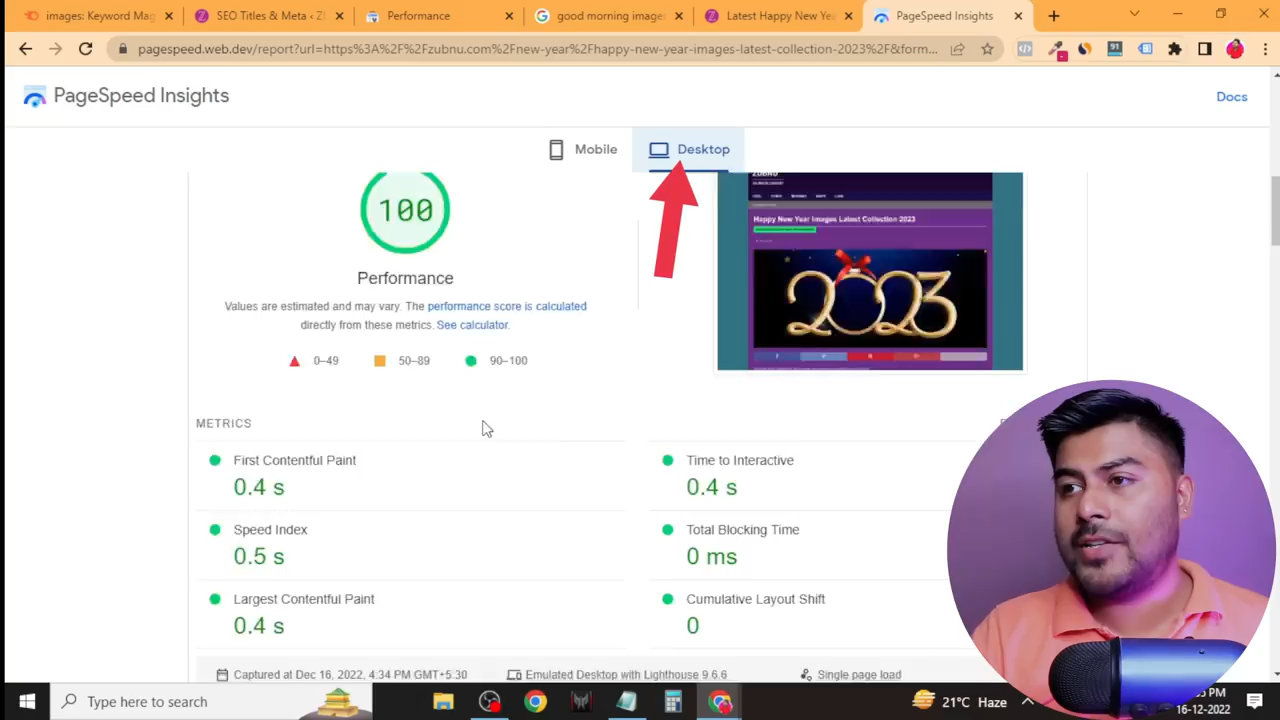 images: Keyword Mag
SEO Titles & Meta ‹ Z
Performance
good morning images
Latest Happy New Year
PageSpeed Insights
pagespeed.web.dev/report?url=https%3A%2F%2Fzubnu.com%2Fnew-year%2Fhappy-new-year-images-latest-collection-2023%2F&form...
91
PageSpeed Insights
Docs
Mobile
Desktop
100
ZUBNU
Happy New Year Images Latest Collection 2023
2023
Performance
Values are estimated and may vary. The performance score is calculated
directly from these metrics. See calculator.
0–49
50–89
90–100
METRICS
First Contentful Paint
0.4 s
Time to Interactive
0.4 s
Speed Index
0.5 s
Total Blocking Time
0 ms
Largest Contentful Paint
0.4 s
Cumulative Layout Shift
0
Captured at Dec 16, 2022, 4:34 PM GMT+5:30
Emulated Desktop with Lighthouse 9.6.6
Single page load
Type here to search
21°C Haze
PM
16-12-2022